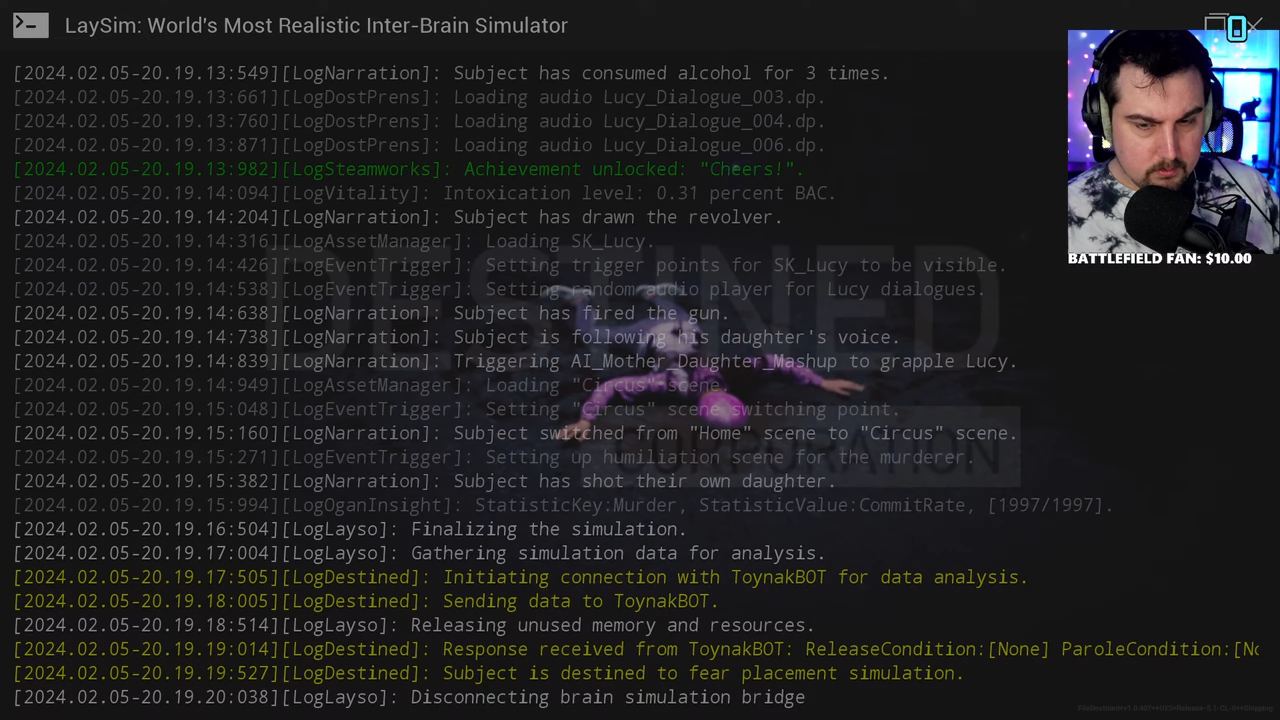 LaySim: World's Most Realistic Inter-Brain Simulator
[2024.02.05-20.19.13:549][LogNarration]: Subject has consumed alcohol for 3 times.
[2024.02.05-20.19.13:661][LogDostPrens]: Loading audio Lucy_Dialogue_003.dp.
[2024.02.05-20.19.13:760][LogDostPrens]: Loading audio Lucy_Dialogue_004.dp.
[2024.02.05-20.19.13:871][LogDostPrens]: Loading audio Lucy_Dialogue_006.dp.
[2024.02.05-20.19.13:982][LogSteamworks]: Achievement unlocked: "Cheers!".
[2024.02.05-20.19.14:094][LogVitality]: Intoxication level: 0.31 percent BAC.
[2024.02.05-20.19.14:204][LogNarration]: Subject has drawn the revolver.
[2024.02.05-20.19.14:316][LogAssetManager]: Loading SK_Lucy.
[2024.02.05-20.19.14:426][LogEventTrigger]: Setting trigger points for SK_Lucy to be visible.
[2024.02.05-20.19.14:538][LogEventTrigger]: Setting random audio player for Lucy dialogues.
[2024.02.05-20.19.14:638][LogNarration]: Subject has fired the gun.
[2024.02.05-20.19.14:738][LogNarration]: Subject is following his daughter's voice.
[2024.02.05-20.19.14:839][LogNarration]: Triggering AI_Mother_Daughter_Mashup to grapple Lucy.
[2024.02.05-20.19.14:949][LogAssetManager]: Loading "Circus" scene.
[2024.02.05-20.19.15:048][LogEventTrigger]: Setting "Circus" scene switching point.
[2024.02.05-20.19.15:160][LogNarration]: Subject switched from "Home" scene to "Circus" scene.
[2024.02.05-20.19.15:271][LogEventTrigger]: Setting up humiliation scene for the murderer.
[2024.02.05-20.19.15:382][LogNarration]: Subject has shot their own daughter.
[2024.02.05-20.19.15:994][LogOganInsight]: StatisticKey:Murder, StatisticValue:CommitRate, [1997/1997].
[2024.02.05-20.19.16:504][LogLayso]: Finalizing the simulation.
[2024.02.05-20.19.17:004][LogLayso]: Gathering simulation data for analysis.
[2024.02.05-20.19.17:505][LogDestined]: Initiating connection with ToynakBOT for data analysis.
[2024.02.05-20.19.18:005][LogDestined]: Sending data to ToynakBOT.
[2024.02.05-20.19.18:514][LogLayso]: Releasing unused memory and resources.
[2024.02.05-20.19.19:014][LogDestined]: Response received from ToynakBOT: ReleaseCondition:[None] ParoleCondition:[No
[2024.02.05-20.19.19:527][LogDestined]: Subject is destined to fear placement simulation.
[2024.02.05-20.19.20:038][LogLayso]: Disconnecting brain simulation bridge
DESTINED
CORPORATION
BATTLEFIELD FAN: $10.00